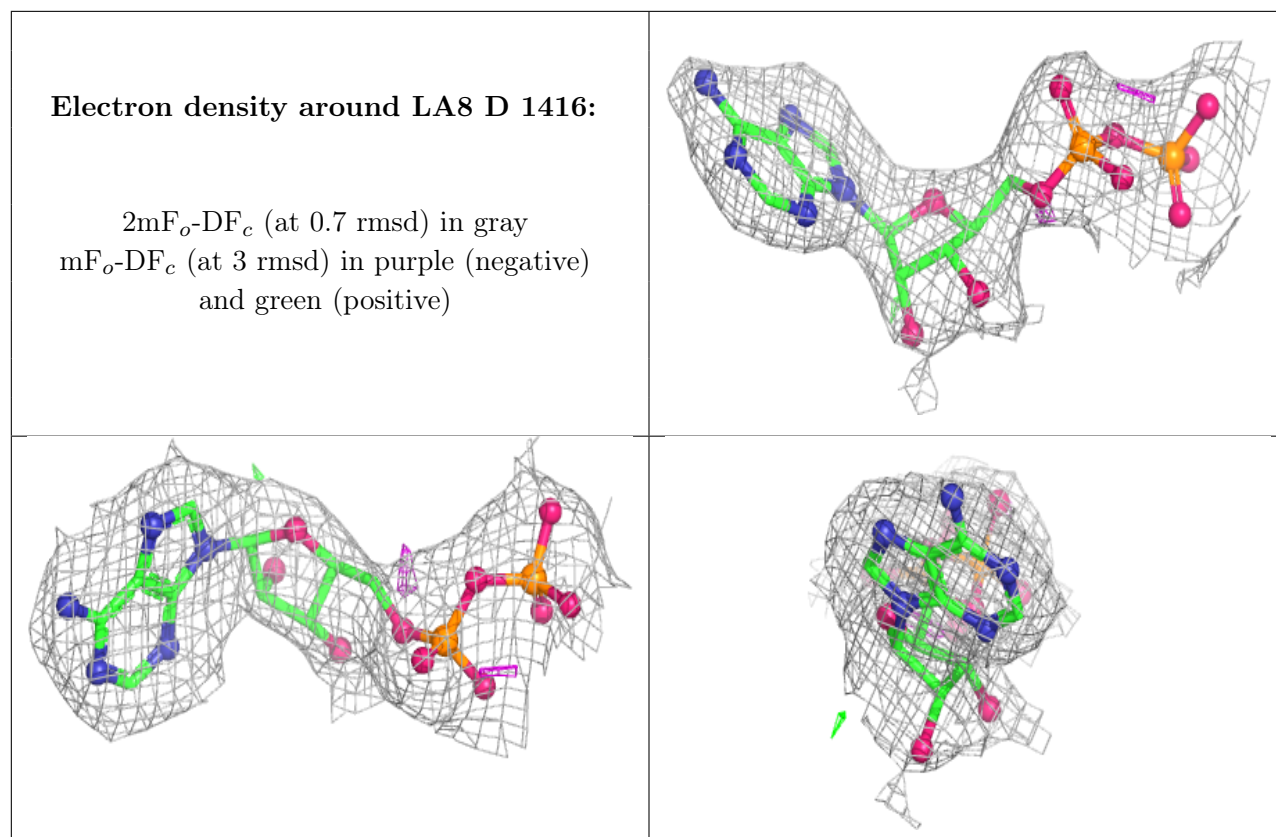 Electron density around LA8 D 1416:
2mFo-DFc (at 0.7 rmsd) in gray
mFo-DFc (at 3 rmsd) in purple (negative)
and green (positive)